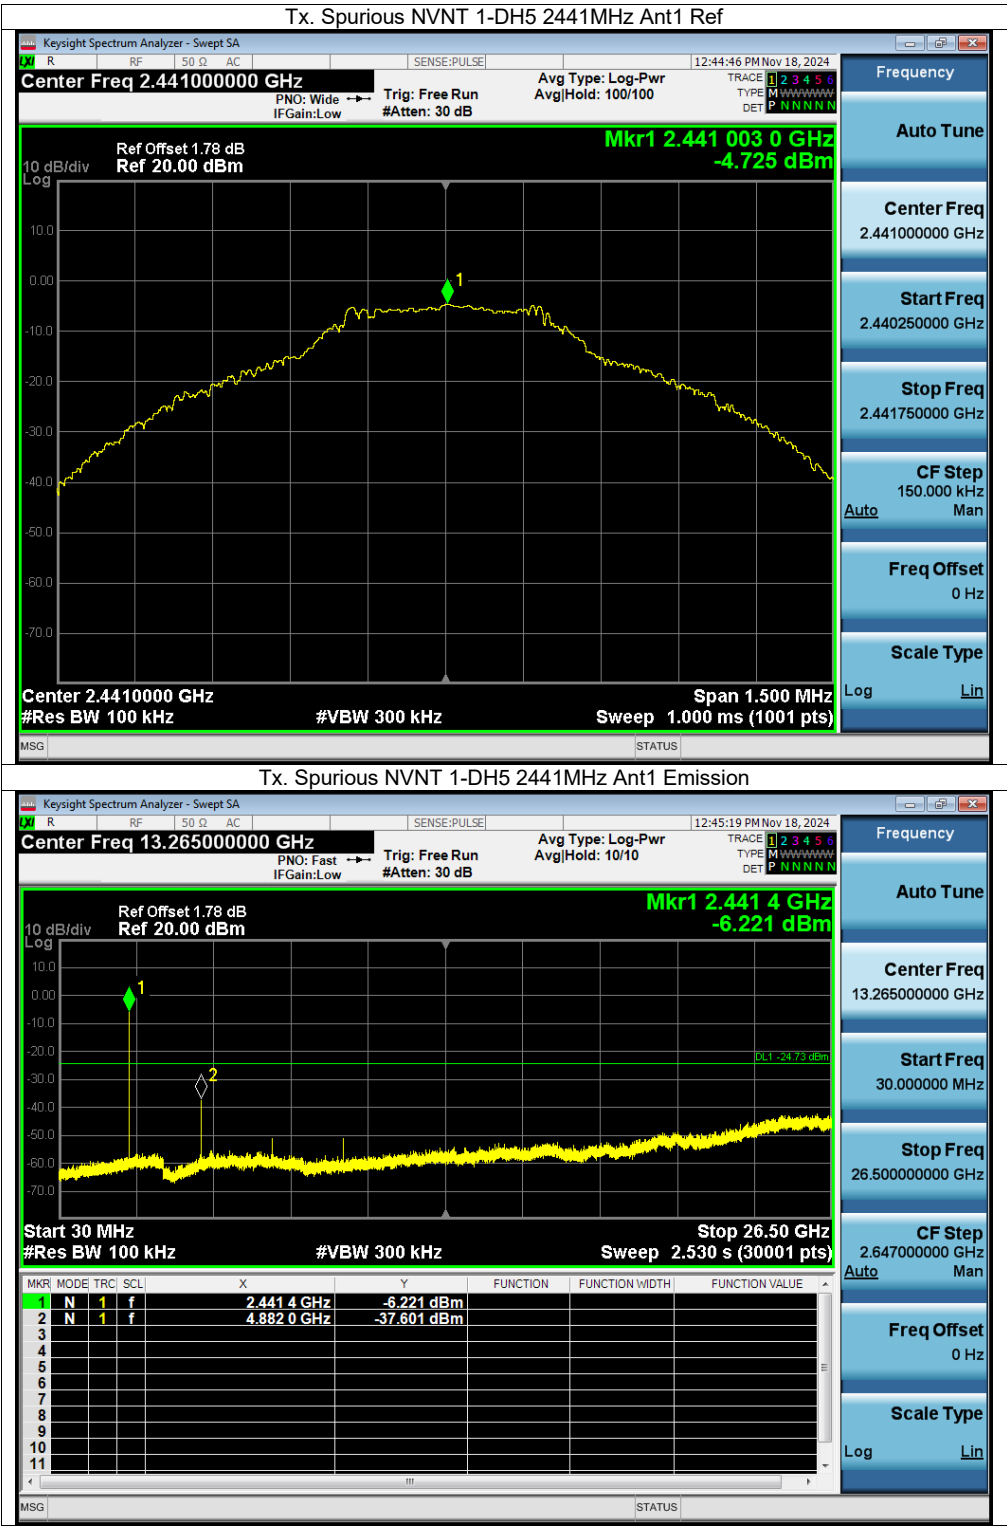 Tx. Spurious NVNT 1-DH5 2441MHz Ant1 Ref
Keysight Spectrum Analyzer - Swept SA
LXI R RF 50 Ω AC SENSE:PULSE 12:44:46 PM Nov 18, 2024
Center Freq 2.441000000 GHz
PNO: Wide
IFGain:Low
Trig: Free Run
#Atten: 30 dB
Avg Type: Log-Pwr
Avg|Hold: 100/100
TRACE 1 2 3 4 5 6
TYPE M WWWWW
DET P N N N N N
Mkr1 2.441 003 0 GHz
-4.725 dBm
Ref Offset 1.78 dB
10 dB/div Ref 20.00 dBm
Log
10.0
0.00
-10.0
-20.0
-30.0
-40.0
-50.0
-60.0
-70.0
1
Center 2.4410000 GHz Span 1.500 MHz
#Res BW 100 kHz #VBW 300 kHz Sweep 1.000 ms (1001 pts)
MSG STATUS
Frequency
Auto Tune
Center Freq
2.441000000 GHz
Start Freq
2.440250000 GHz
Stop Freq
2.441750000 GHz
CF Step
150.000 kHz
Auto Man
Freq Offset
0 Hz
Scale Type
Log Lin
Tx. Spurious NVNT 1-DH5 2441MHz Ant1 Emission
Keysight Spectrum Analyzer - Swept SA
LXI R RF 50 Ω AC SENSE:PULSE 12:45:19 PM Nov 18, 2024
Center Freq 13.265000000 GHz
PNO: Fast
IFGain:Low
Trig: Free Run
#Atten: 30 dB
Avg Type: Log-Pwr
Avg|Hold: 10/10
TRACE 1 2 3 4 5 6
TYPE M WWWWW
DET P N N N N N
Mkr1 2.441 4 GHz
-6.221 dBm
Ref Offset 1.78 dB
10 dB/div Ref 20.00 dBm
Log
10.0
0.00
-10.0
-20.0
-30.0
-40.0
-50.0
-60.0
-70.0
1
2
DL1 -24.73 dBm
Start 30 MHz Stop 26.50 GHz
#Res BW 100 kHz #VBW 300 kHz Sweep 2.530 s (30001 pts)
MKR MODE TRC SCL X Y FUNCTION FUNCTION WIDTH FUNCTION VALUE
1 N 1 f 2.441 4 GHz -6.221 dBm
2 N 1 f 4.882 0 GHz -37.601 dBm
3
4
5
6
7
8
9
10
11
MSG STATUS
Frequency
Auto Tune
Center Freq
13.265000000 GHz
Start Freq
30.000000 MHz
Stop Freq
26.500000000 GHz
CF Step
2.647000000 GHz
Auto Man
Freq Offset
0 Hz
Scale Type
Log Lin